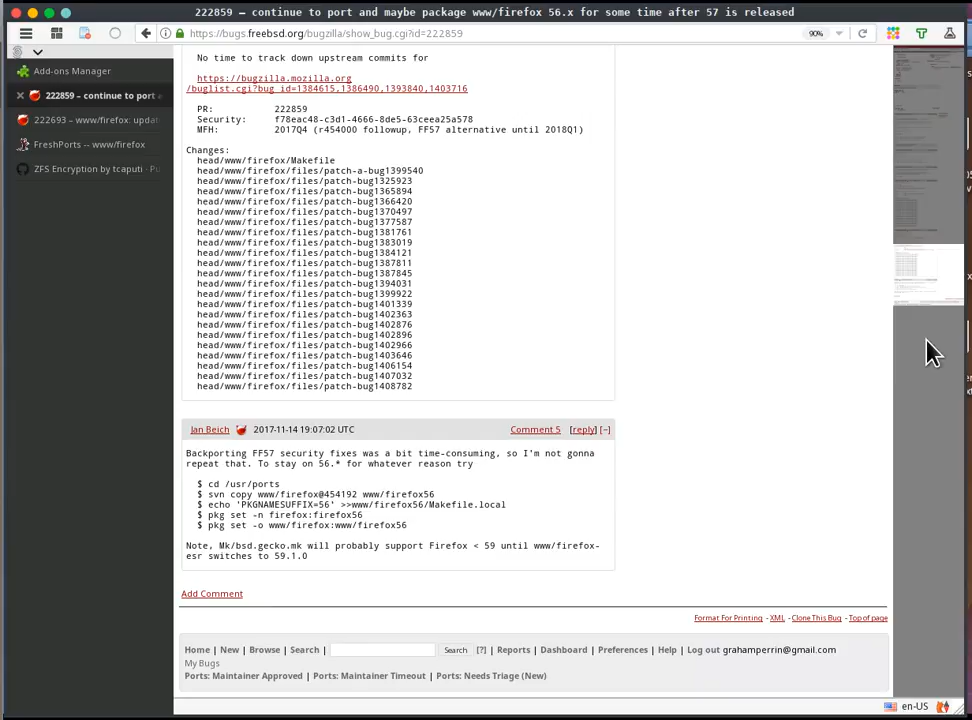 222859 – continue to port and maybe package www/firefox 56.x for some time after 57 is released
https://bugs.freebsd.org/bugzilla/show_bug.cgi?id=222859
90%
Add-ons Manager
222859 – continue to port a
222693 – www/firefox: updat
FreshPorts -- www/firefox
ZFS Encryption by tcaputi · Pu
No time to track down upstream commits for
https://bugzilla.mozilla.org
/buglist.cgi?bug_id=1384615,1386490,1393840,1403716
PR: 222859
Security: f78eac48-c3d1-4666-8de5-63ceea25a578
MFH: 2017Q4 (r454000 followup, FF57 alternative until 2018Q1)
Changes:
head/www/firefox/Makefile
head/www/firefox/files/patch-a-bug1399540
head/www/firefox/files/patch-bug1325923
head/www/firefox/files/patch-bug1365894
head/www/firefox/files/patch-bug1366420
head/www/firefox/files/patch-bug1370497
head/www/firefox/files/patch-bug1377587
head/www/firefox/files/patch-bug1381761
head/www/firefox/files/patch-bug1383019
head/www/firefox/files/patch-bug1384121
head/www/firefox/files/patch-bug1387811
head/www/firefox/files/patch-bug1387845
head/www/firefox/files/patch-bug1394031
head/www/firefox/files/patch-bug1399922
head/www/firefox/files/patch-bug1401339
head/www/firefox/files/patch-bug1402363
head/www/firefox/files/patch-bug1402876
head/www/firefox/files/patch-bug1402896
head/www/firefox/files/patch-bug1402966
head/www/firefox/files/patch-bug1403646
head/www/firefox/files/patch-bug1406154
head/www/firefox/files/patch-bug1407032
head/www/firefox/files/patch-bug1408782
Jan Beich 2017-11-14 19:07:02 UTC Comment 5 [reply] [−]
Backporting FF57 security fixes was a bit time-consuming, so I'm not gonna
repeat that. To stay on 56.* for whatever reason try
$ cd /usr/ports
$ svn copy www/firefox@454192 www/firefox56
$ echo 'PKGNAMESUFFIX=56' >>www/firefox56/Makefile.local
$ pkg set -n firefox:firefox56
$ pkg set -o www/firefox:www/firefox56
Note, Mk/bsd.gecko.mk will probably support Firefox < 59 until www/firefox-
esr switches to 59.1.0
Add Comment
Format For Printing - XML - Clone This Bug - Top of page
Home | New | Browse | Search | Search [?] | Reports | Dashboard | Preferences | Help | Log out grahamperrin@gmail.com
My Bugs
Ports: Maintainer Approved | Ports: Maintainer Timeout | Ports: Needs Triage (New)
en-US